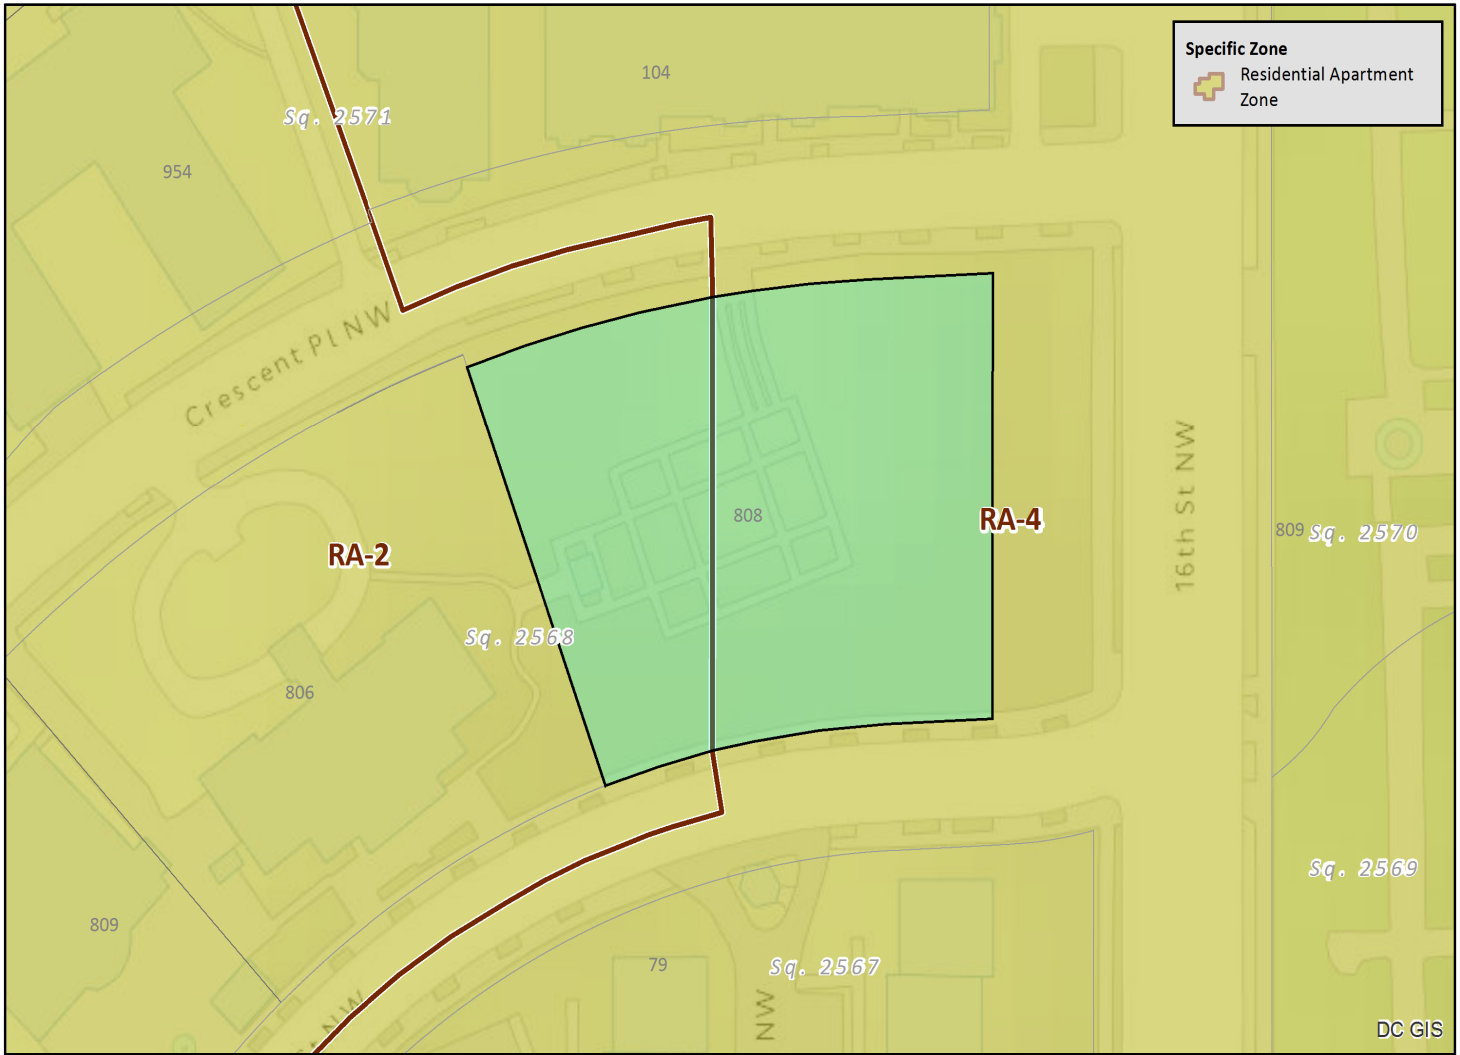 Specific Zone
Residential Apartment
Zone
104
Sq. 2571
954
Crescent Pl NW
RA-2
808
RA-4
16th St NW
809
Sq. 2570
Sq. 2568
806
Sq. 2569
809
79
Sq. 2567
NW
NW
DC GIS